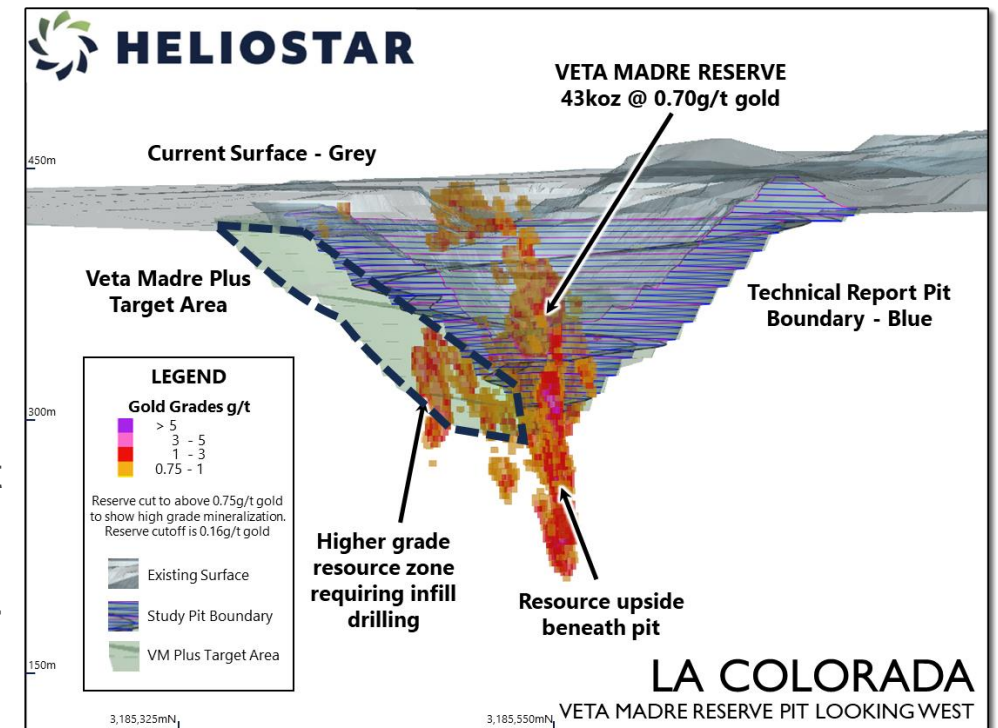 HELIOSTAR
VETA MADRE RESERVE
43koz @ 0.70g/t gold
Current Surface - Grey
450m
Veta Madre Plus
Target Area
Technical Report Pit
Boundary - Blue
LEGEND
Gold Grades g/t
> 5
3 - 5
1 - 3
0.75 - 1
Reserve cut to above 0.75g/t gold
to show high grade mineralization.
Reserve cutoff is 0.16g/t gold
Existing Surface
Study Pit Boundary
VM Plus Target Area
300m
Higher grade
resource zone
requiring infill
drilling
Resource upside
beneath pit
150m
LA COLORADA
VETA MADRE RESERVE PIT LOOKING WEST
3,185,325mN
3,185,550mN